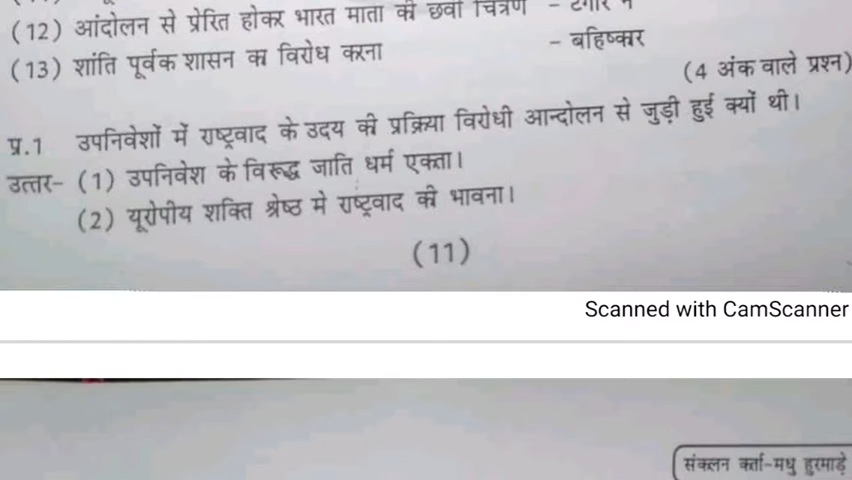 (12) आंदोलन से प्रेरित होकर भारत माता की छवी चित्रण - टैगोर ने
(13) शांति पूर्वक शासन का विरोध करना - बहिष्कार
(4 अंक वाले प्रश्न)
प्र.1 उपनिवेशों में राष्ट्रवाद के उदय की प्रक्रिया विरोधी आन्दोलन से जुड़ी हुई क्यों थी।
उत्तर- (1) उपनिवेश के विरूद्ध जाति धर्म एक्ता।
(2) यूरोपीय शक्ति श्रेष्ठ मे राष्ट्रवाद की भावना।
(11)
Scanned with CamScanner
संकलन कर्ता-मधु हुरमाड़े